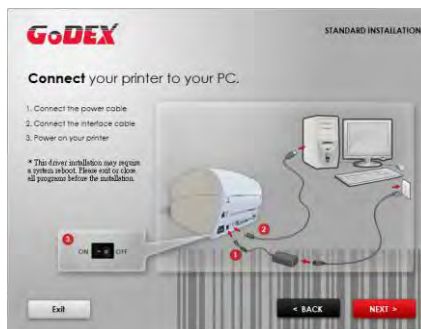 GoDEX
STANDARD INSTALLATION
Connect your printer to your PC.
1. Connect the power cable
2. Connect the interface cable
3. Power on your printer
* This driver installation may require
a system reboot. Please exit or close
all programs before the installation.
3
ON
OFF
2
1
Exit
< BACK
NEXT >